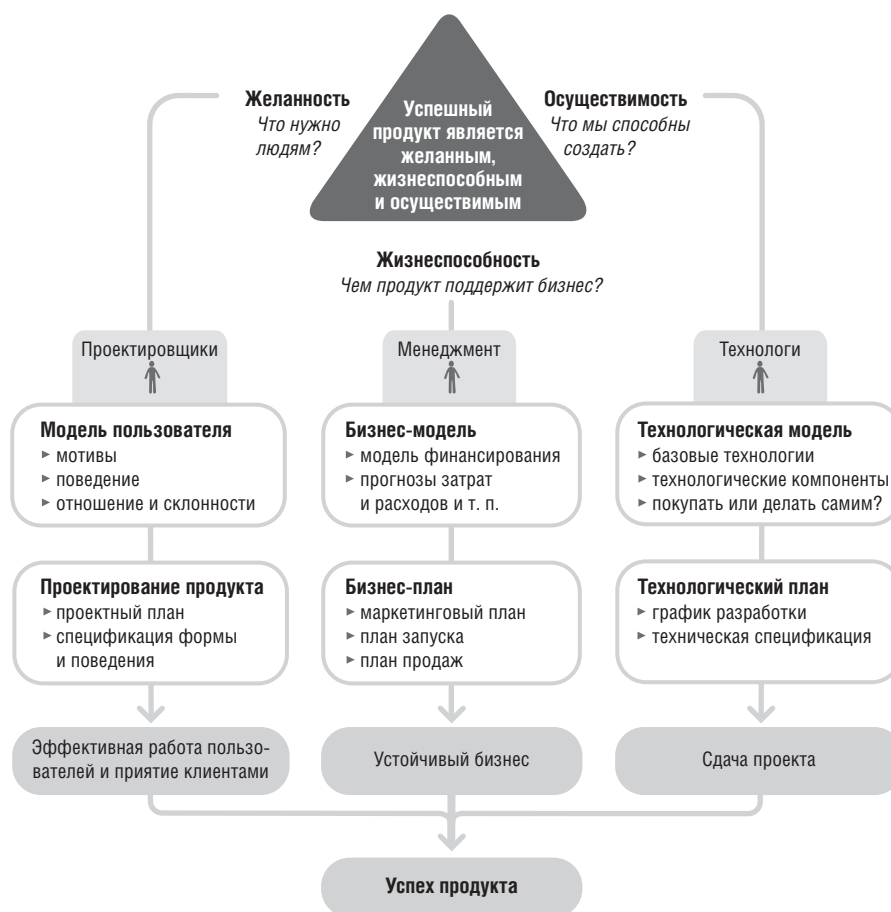 Желанность
Что нужно
людям?
Успешный
продукт является
желанным,
жизнеспособным
и осуществимым
Осуществимость
Что мы способны
создать?
Жизнеспособность
Чем продукт поддержит бизнес?
Проектировщики
Менеджмент
Технологи
Модель пользователя
▸ мотивы
▸ поведение
▸ отношение и склонности
Бизнес-модель
▸ модель финансирования
▸ прогнозы затрат
и расходов и т. п.
Технологическая модель
▸ базовые технологии
▸ технологические компоненты
▸ покупать или делать самим?
Проектирование продукта
▸ проектный план
▸ спецификация формы
и поведения
Бизнес-план
▸ маркетинговый план
▸ план запуска
▸ план продаж
Технологический план
▸ график разработки
▸ техническая спецификация
Эффективная работа пользо-
вателей и приятие клиентами
Устойчивый бизнес
Сдача проекта
Успех продукта